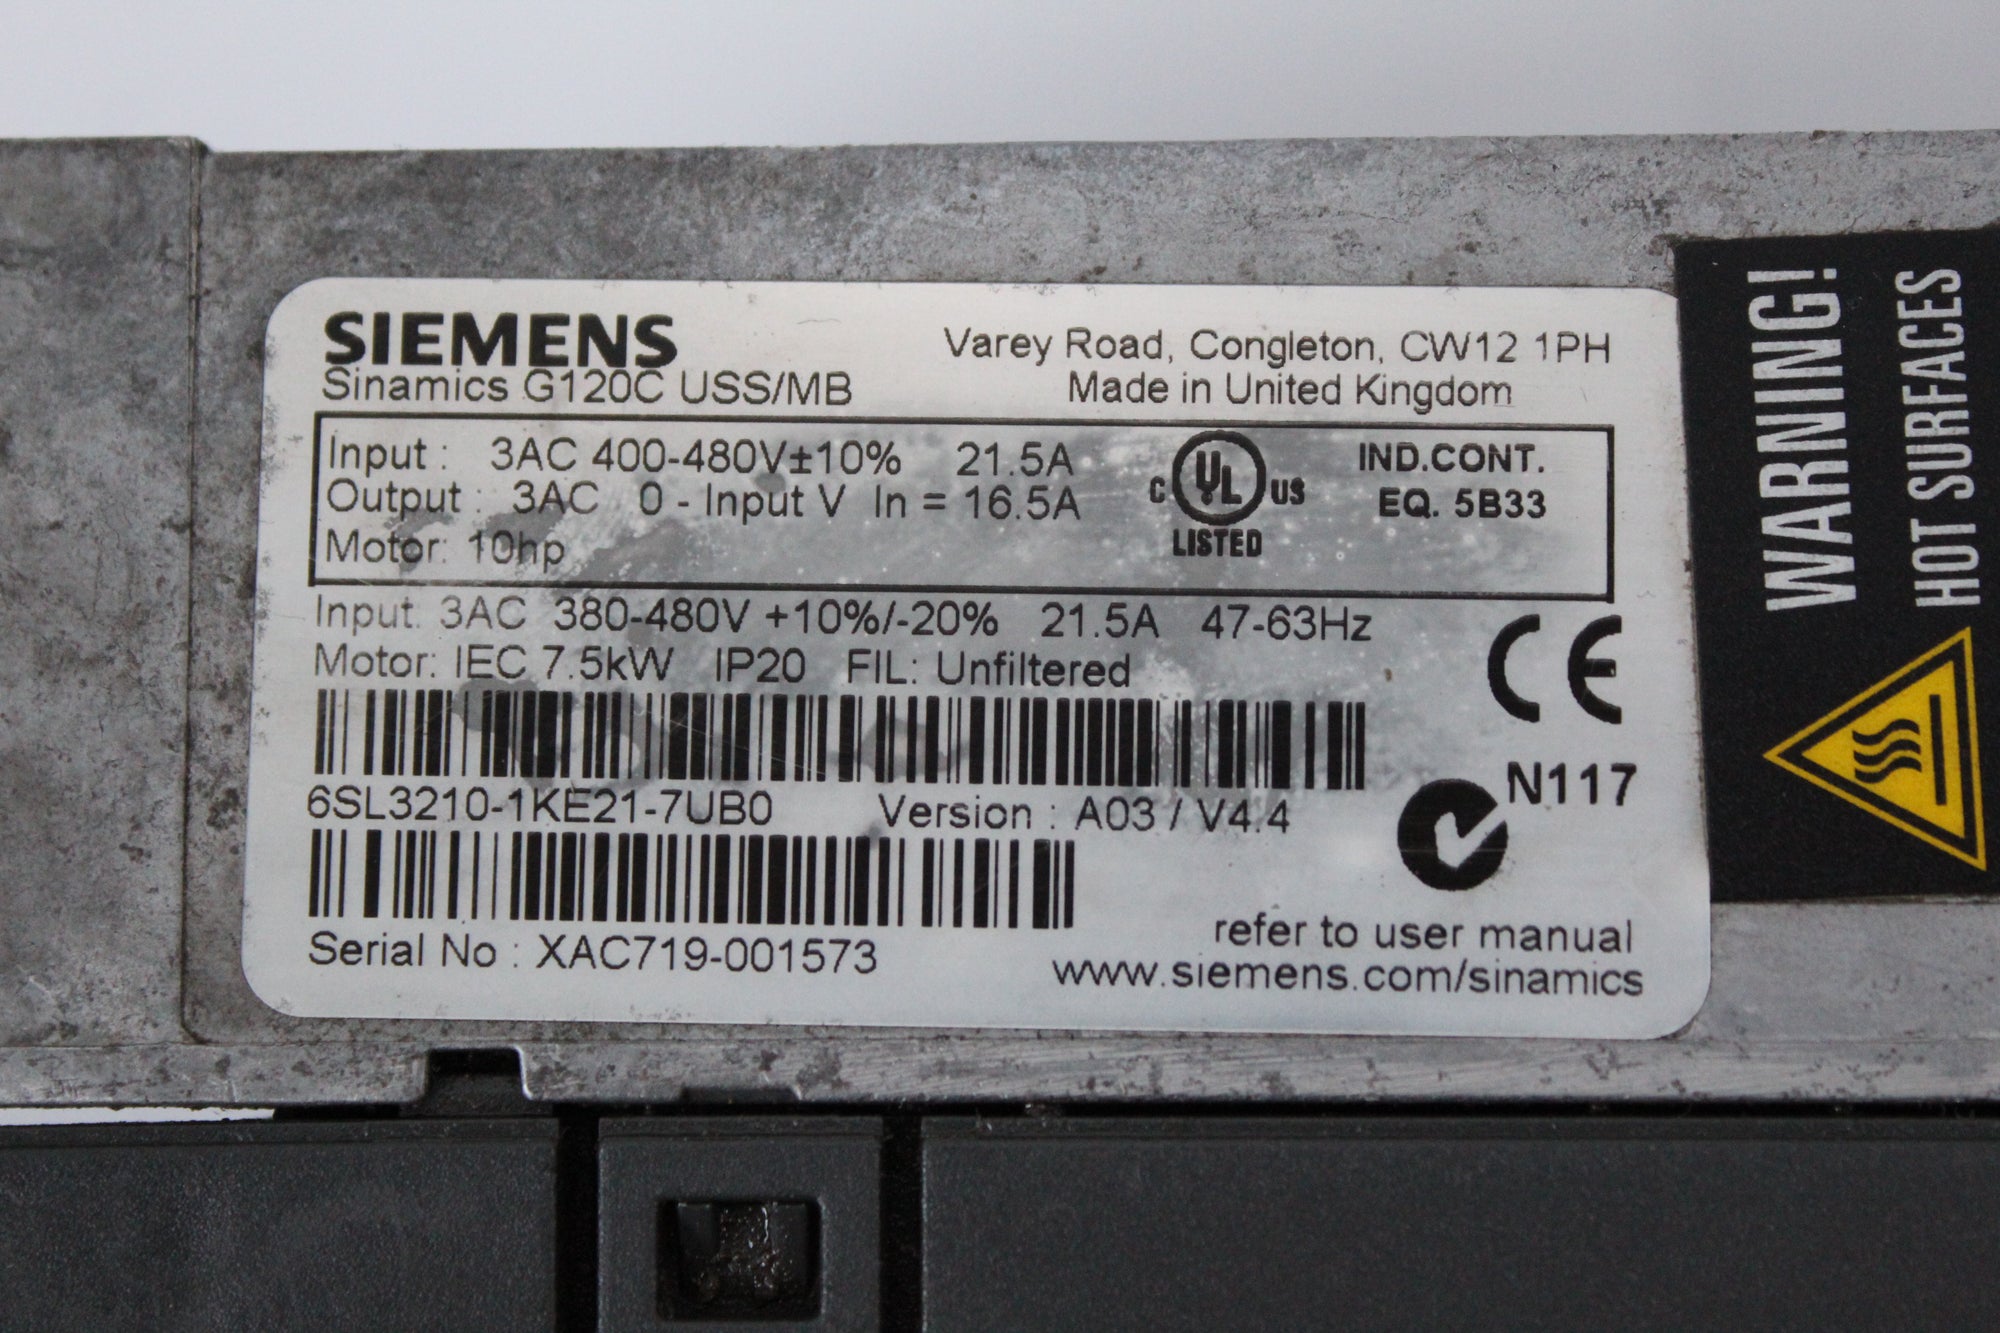 SIEMENS
Sinamics G120C USS/MB
Varey Road, Congleton, CW12 1PH
Made in United Kingdom
Input : 3AC 400-480V±10% 21.5A
Output : 3AC 0 - Input V In = 16.5A
Motor: 10hp
C UL US
LISTED
IND.CONT.
EQ. 5B33
Input: 3AC 380-480V +10%/-20% 21.5A 47-63Hz
Motor: IEC 7.5kW IP20 FIL: Unfiltered
CE
6SL3210-1KE21-7UB0 Version : A03 / V4.4
N117
Serial No : XAC719-001573
refer to user manual
www.siemens.com/sinamics
WARNING!
HOT SURFACES